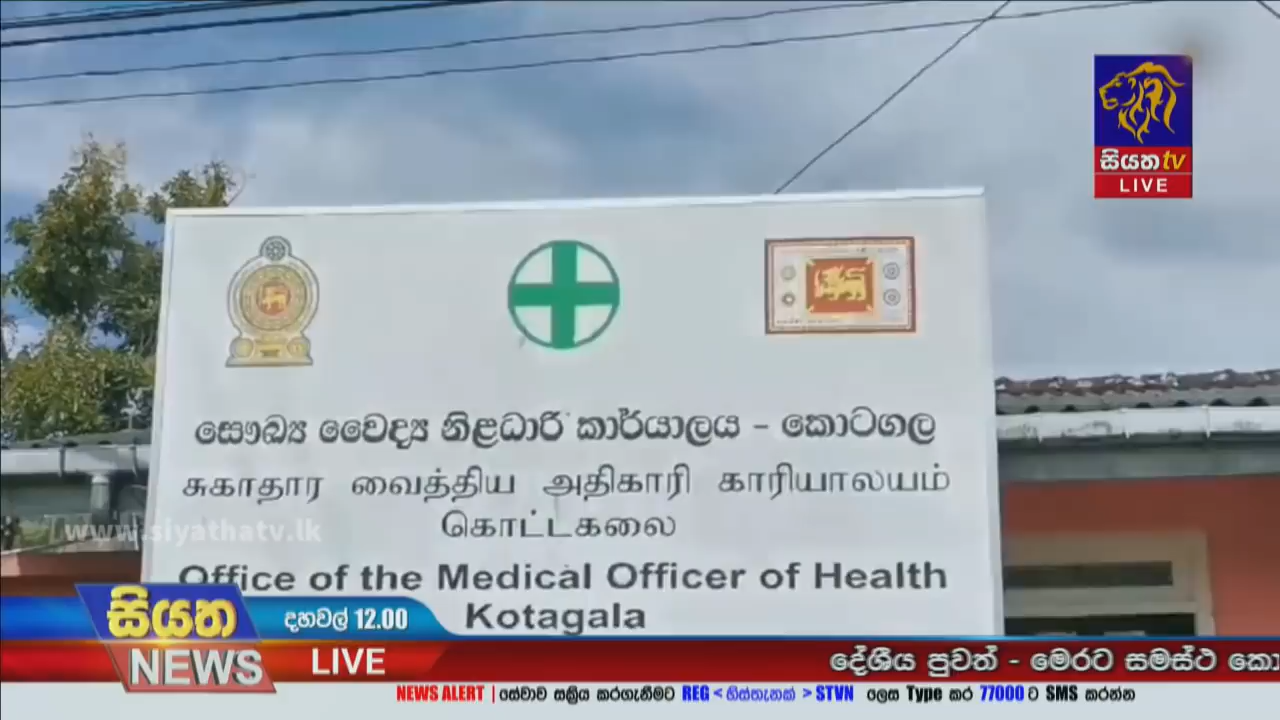 සියත tv
LIVE
සෞඛ්‍ය වෛද්‍ය නිළධාරි කාර්යාලය - කොටගල
சுகாதார வைத்திய அதிகாரி காரியாலயம்
கொட்டகலை
www.siyathatv.lk
Office of the Medical Officer of Health
Kotagala
සියත
දහවල් 12.00
NEWS
LIVE
දේශීය පුවත් - මෙරට සමස්ථ කො
NEWS ALERT | සේවාව සක්‍රීය කරගැනීමට REG < හිස්තැනක් > STVN ලෙස Type කර 77000 ට SMS කරන්න